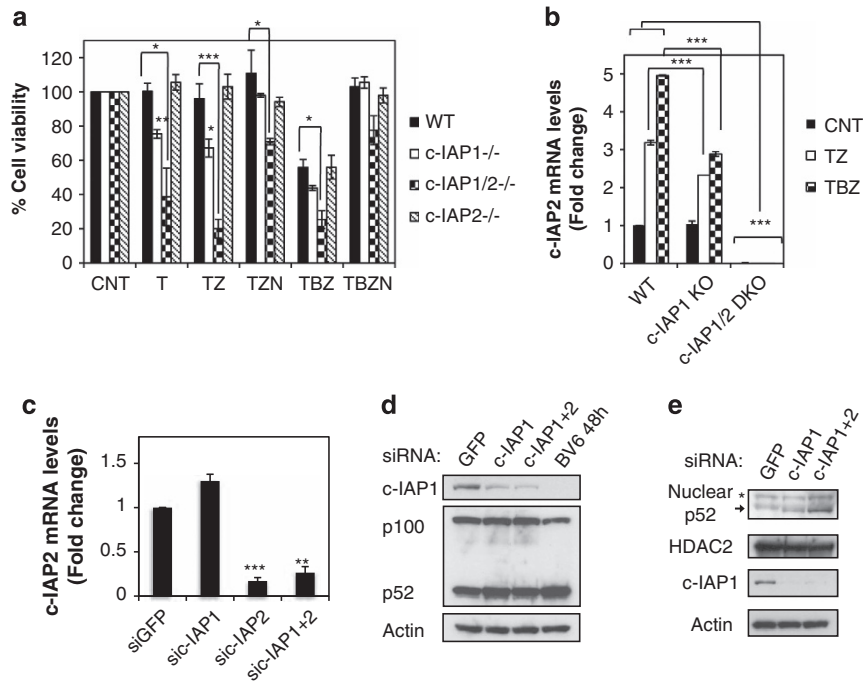 a
% Cell viability
120
100
80
60
40
20
0
*
**
***
*
*
*
CNT T TZ TZN TBZ TBZN
WT
c-IAP1-/-
c-IAP1/2-/-
c-IAP2-/-
b
c-IAP2 mRNA levels
(Fold change)
5
4
3
2
1
0
***
***
***
WT
c-IAP1 KO
c-IAP1/2 DKO
CNT
TZ
TBZ
c
c-IAP2 mRNA levels
(Fold change)
1.5
1
0.5
0
***
**
siGFP
sic-IAP1
sic-IAP2
sic-IAP1+2
d
siRNA:
GFP
c-IAP1
c-IAP1+2
BV6 48h
c-IAP1
p100
p52
Actin
e
siRNA:
GFP
c-IAP1
c-IAP1+2
Nuclear *
p52
HDAC2
c-IAP1
Actin